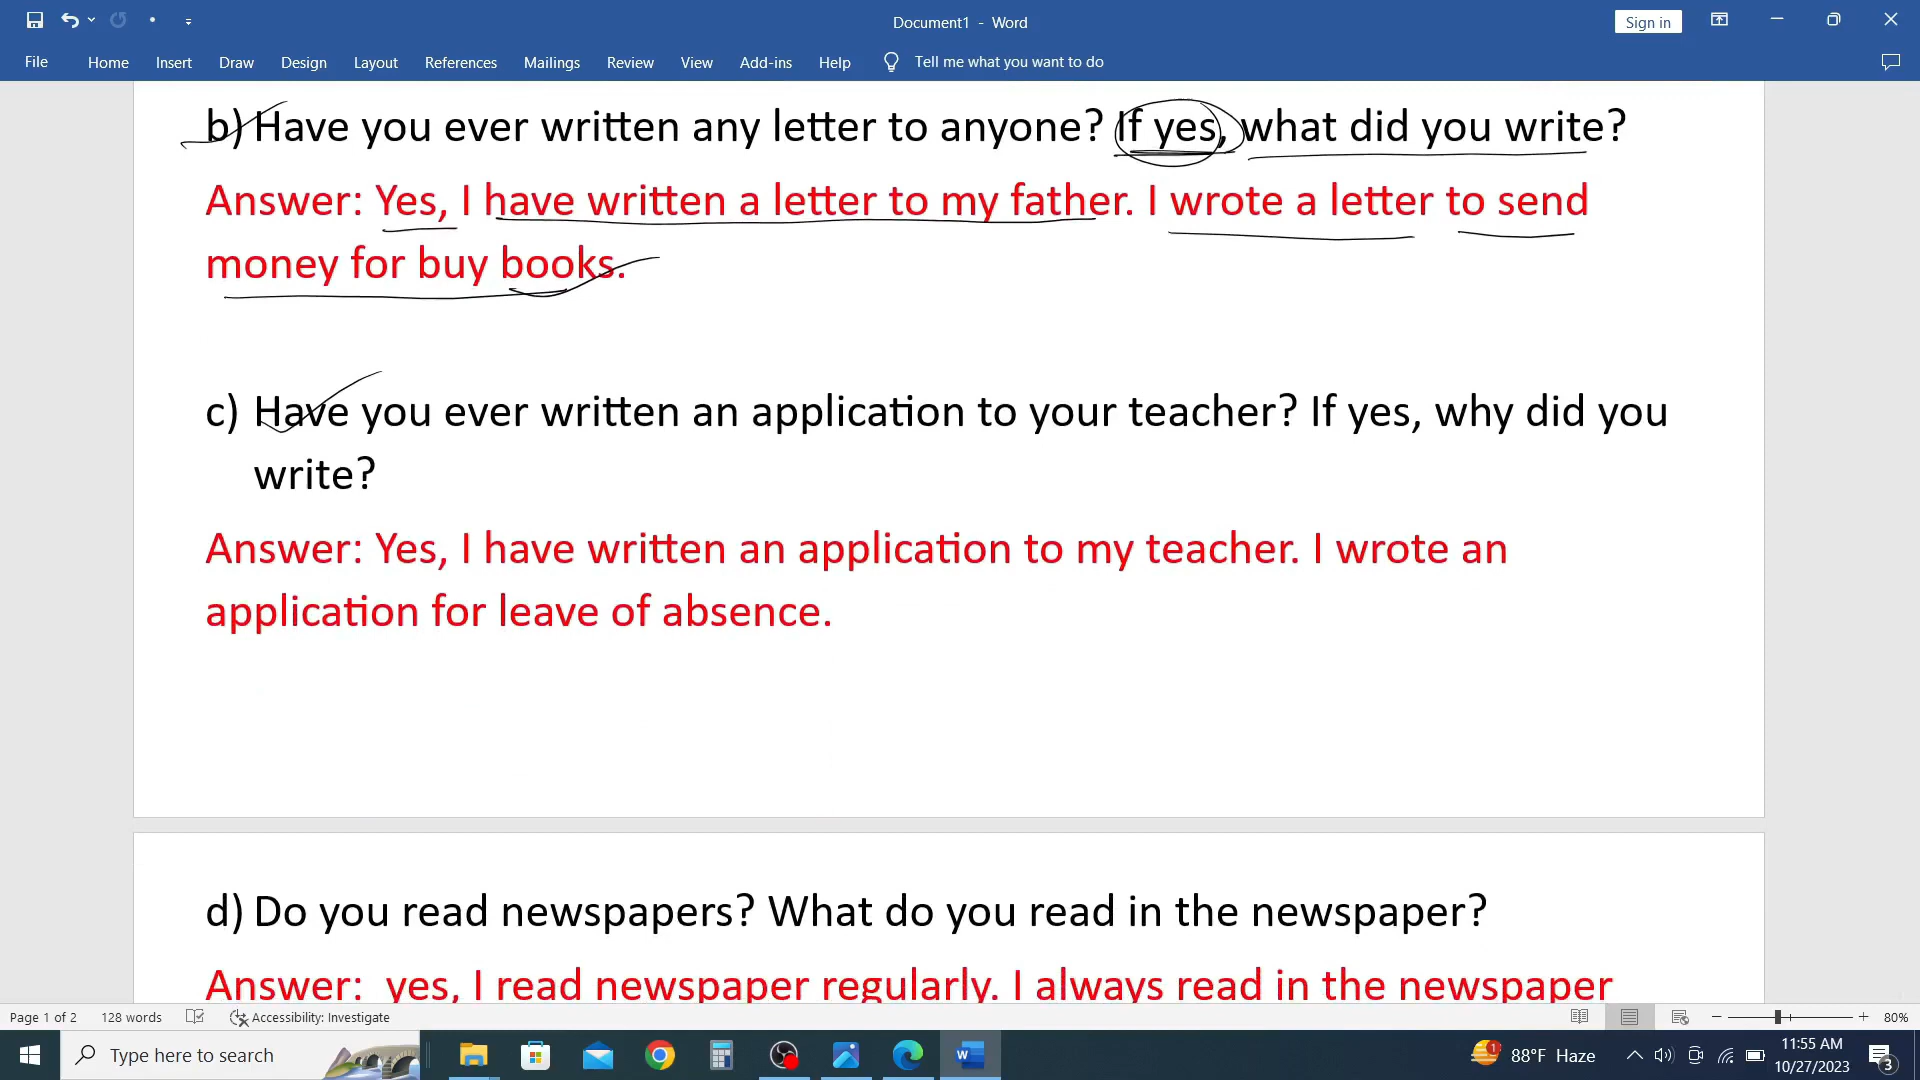 Document1 - Word
Sign in
File Home Insert Draw Design Layout References Mailings Review View Add-ins Help Tell me what you want to do
b) Have you ever written any letter to anyone? If yes, what did you write?
Answer: Yes, I have written a letter to my father. I wrote a letter to send
money for buy books.
c) Have you ever written an application to your teacher? If yes, why did you
write?
Answer: Yes, I have written an application to my teacher. I wrote an
application for leave of absence.
d) Do you read newspapers? What do you read in the newspaper?
Answer: yes, I read newspaper regularly. I always read in the newspaper
Page 1 of 2 128 words Accessibility: Investigate 80%
Type here to search 88°F Haze 11:55 AM
10/27/2023 3